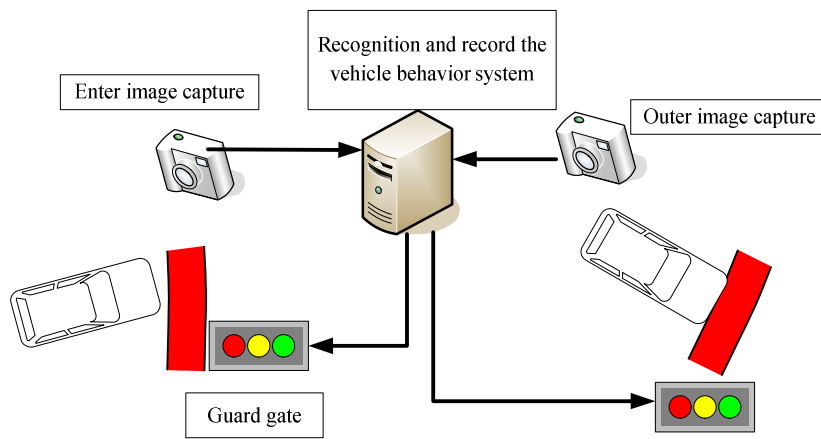 Recognition and record the
vehicle behavior system
Enter image capture
Outer image capture
Guard gate